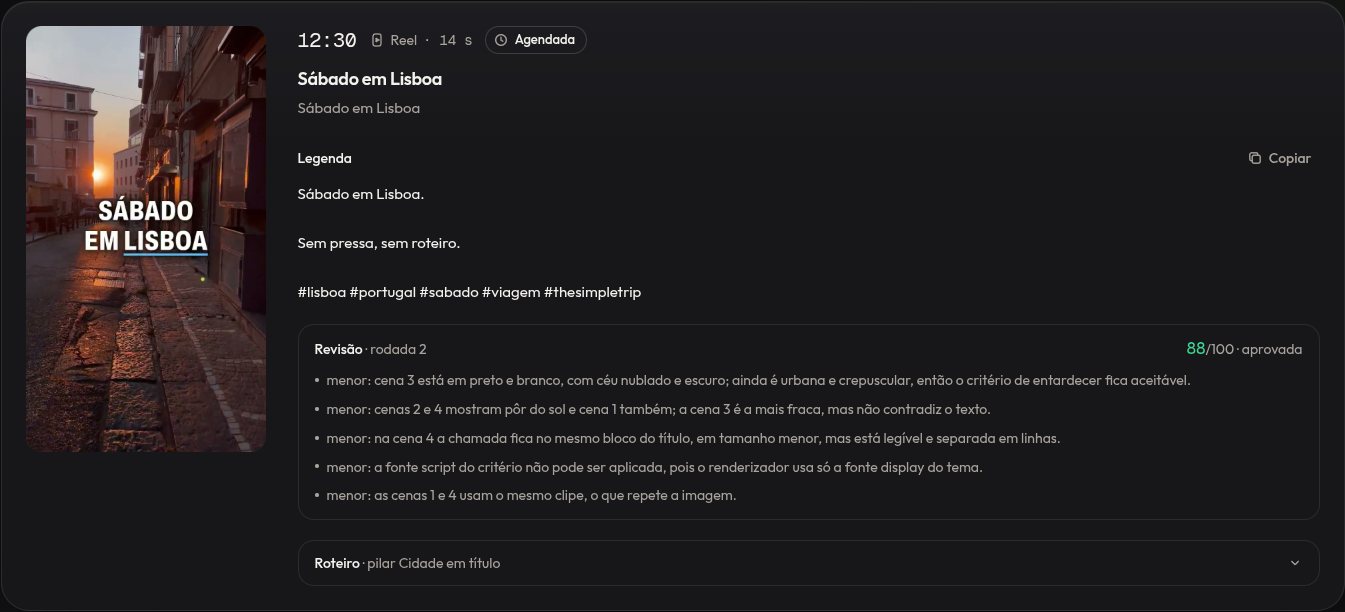 12:30 Reel · 14 s Agendada
Sábado em Lisboa
Sábado em Lisboa
Legenda Copiar
Sábado em Lisboa.
Sem pressa, sem roteiro.
#lisboa #portugal #sabado #viagem #thesimpletrip
SÁBADO
EM LISBOA
Revisão · rodada 2 88/100 · aprovada
• menor: cena 3 está em preto e branco, com céu nublado e escuro; ainda é urbana e crepuscular, então o critério de entardecer fica aceitável.
• menor: cenas 2 e 4 mostram pôr do sol e cena 1 também; a cena 3 é a mais fraca, mas não contradiz o texto.
• menor: na cena 4 a chamada fica no mesmo bloco do título, em tamanho menor, mas está legível e separada em linhas.
• menor: a fonte script do critério não pode ser aplicada, pois o renderizador usa só a fonte display do tema.
• menor: as cenas 1 e 4 usam o mesmo clipe, o que repete a imagem.
Roteiro · pilar Cidade em título